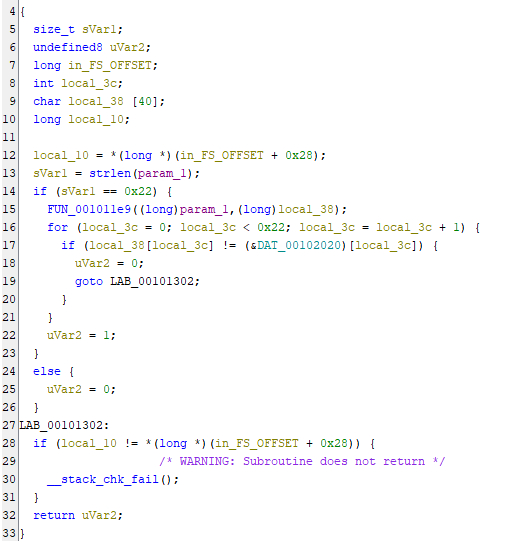 4 {
5   size_t sVar1;
6   undefined8 uVar2;
7   long in_FS_OFFSET;
8   int local_3c;
9   char local_38 [40];
10   long local_10;
11
12   local_10 = *(long *)(in_FS_OFFSET + 0x28);
13   sVar1 = strlen(param_1);
14   if (sVar1 == 0x22) {
15     FUN_001011e9((long)param_1,(long)local_38);
16     for (local_3c = 0; local_3c < 0x22; local_3c = local_3c + 1) {
17       if (local_38[local_3c] != (&DAT_00102020)[local_3c]) {
18         uVar2 = 0;
19         goto LAB_00101302;
20       }
21     }
22     uVar2 = 1;
23   }
24   else {
25     uVar2 = 0;
26   }
27 LAB_00101302:
28   if (local_10 != *(long *)(in_FS_OFFSET + 0x28)) {
29                     /* WARNING: Subroutine does not return */
30     __stack_chk_fail();
31   }
32   return uVar2;
33 }